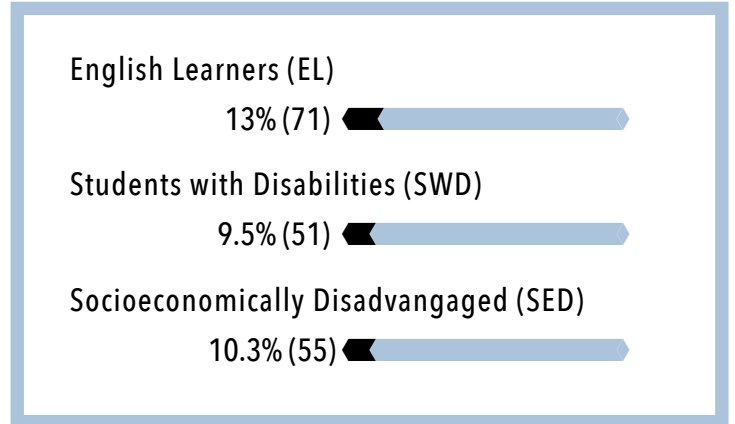 English Learners (EL)
13% (71)
Students with Disabilities (SWD)
9.5% (51)
Socioeconomically Disadvangaged (SED)
10.3% (55)